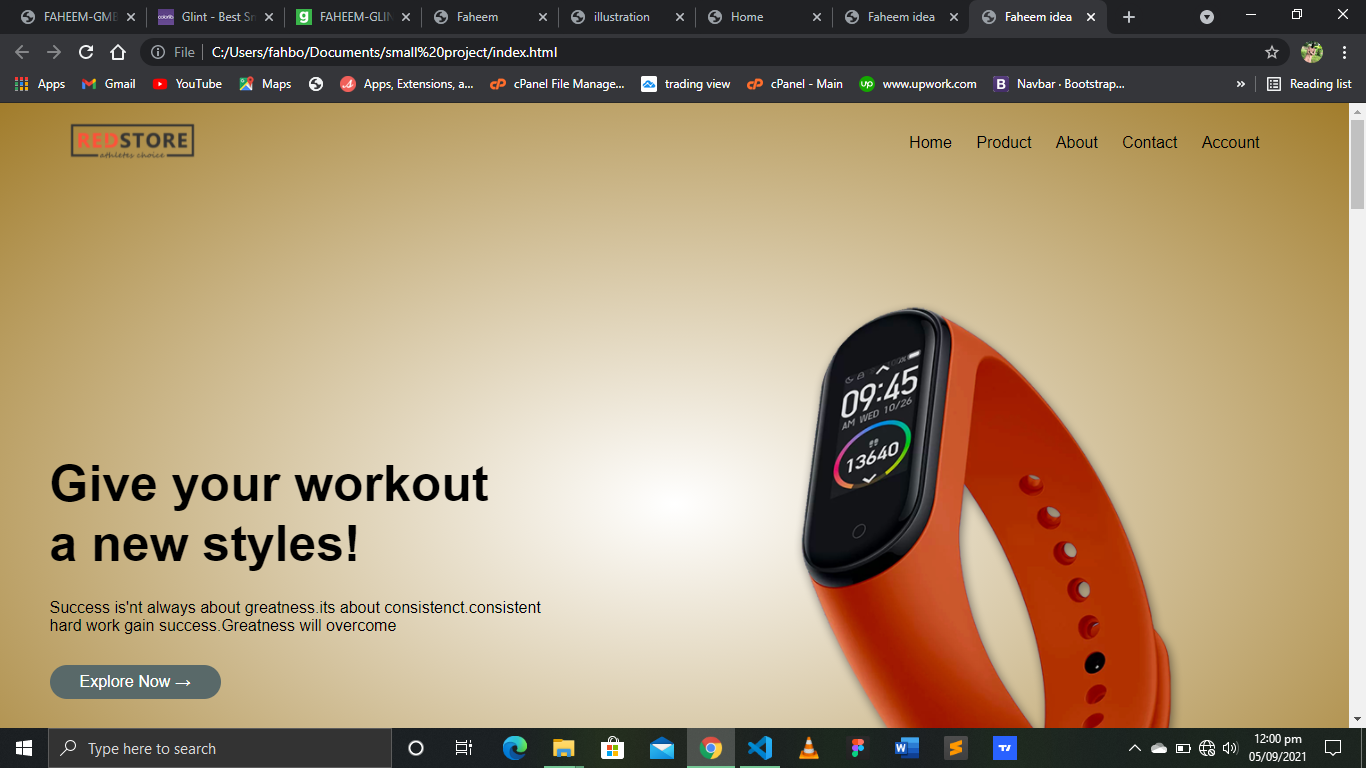 FAHEEM-GMB
Glint - Best Sn
FAHEEM-GLIN
Faheem
illustration
Home
Faheem idea
Faheem idea
File
C:/Users/fahbo/Documents/small%20project/index.html
Apps
Gmail
YouTube
Maps
Apps, Extensions, a...
cPanel File Manage...
trading view
cPanel - Main
www.upwork.com
Navbar · Bootstrap...
»
Reading list
REDSTORE
athletes choice
Home Product About Contact Account
09:45
AM WED 10/26
13640
Give your workout
a new styles!
Success is'nt always about greatness.its about consistenct.consistent
hard work gain success.Greatness will overcome
Explore Now →
Type here to search
12:00 pm
05/09/2021